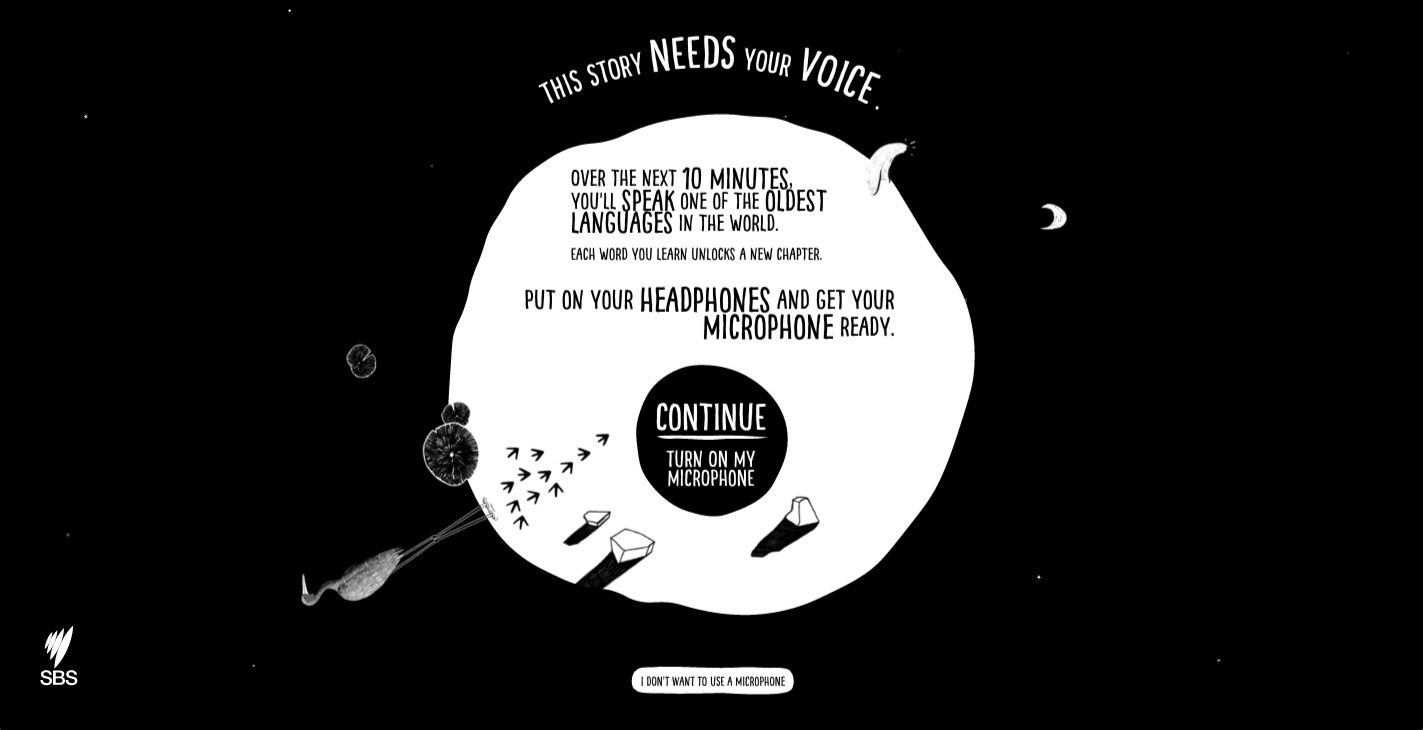 THIS STORY NEEDS YOUR VOICE.
OVER THE NEXT 10 MINUTES,
YOU'LL SPEAK ONE OF THE OLDEST
LANGUAGES IN THE WORLD.
EACH WORD YOU LEARN UNLOCKS A NEW CHAPTER.
PUT ON YOUR HEADPHONES AND GET YOUR
MICROPHONE READY.
CONTINUE
TURN ON MY
MICROPHONE
SBS
I DON'T WANT TO USE A MICROPHONE